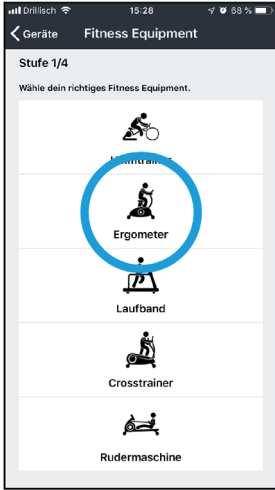 Drillisch 15:28 68 %
Geräte Fitness Equipment
Stufe 1/4
Wähle dein richtiges Fitness Equipment.
Ergometer
Laufband
Crosstrainer
Rudermaschine